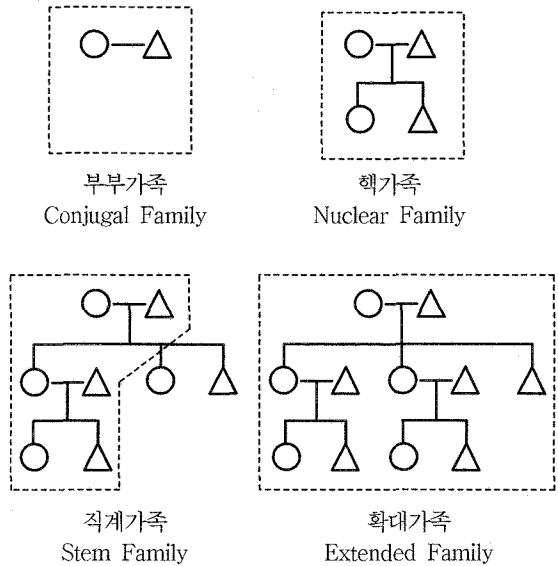 부부가족
Conjugal Family
핵가족
Nuclear Family
직계가족
Stem Family
확대가족
Extended Family